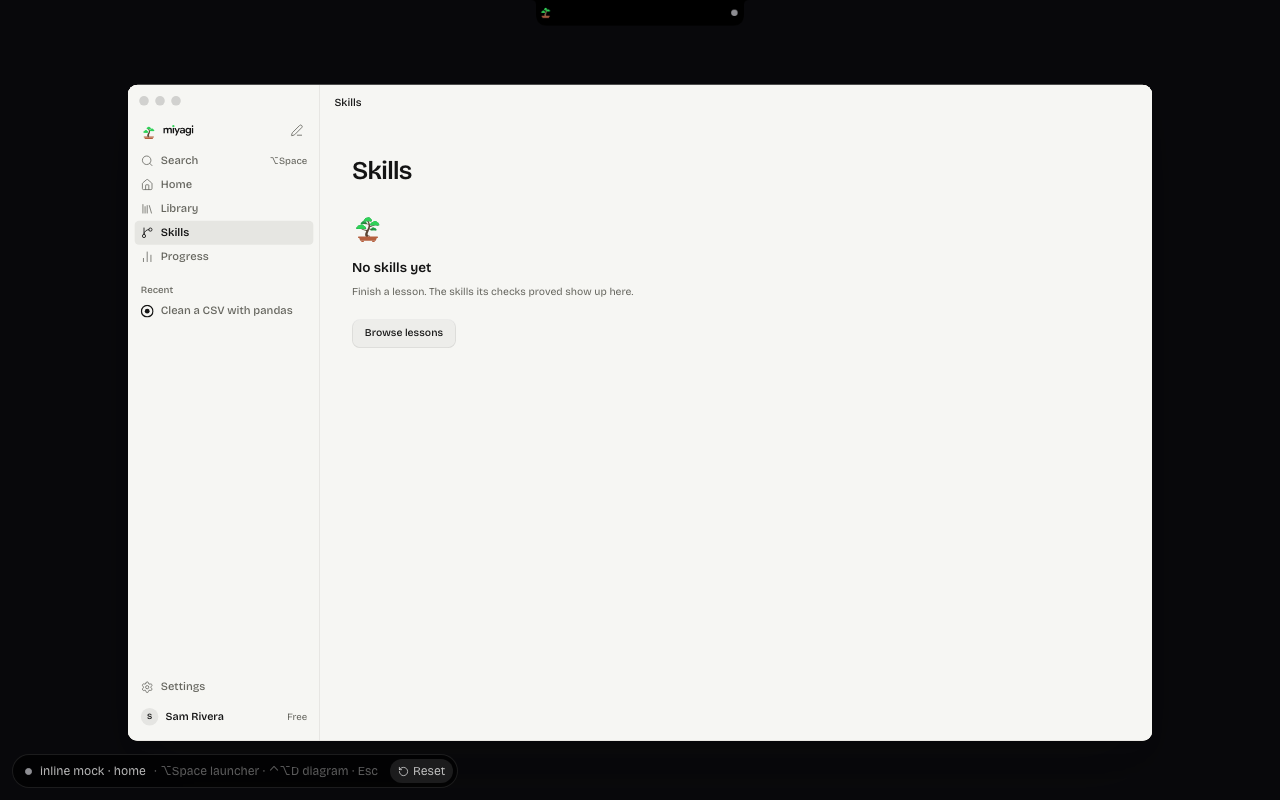 Skills
miyagi
Search ⌥Space
Home
Library
Skills
Progress
Recent
Clean a CSV with pandas
Skills
No skills yet
Finish a lesson. The skills its checks proved show up here.
Browse lessons
Settings
S Sam Rivera Free
inline mock · home · ⌥Space launcher · ^⌥D diagram · Esc Reset